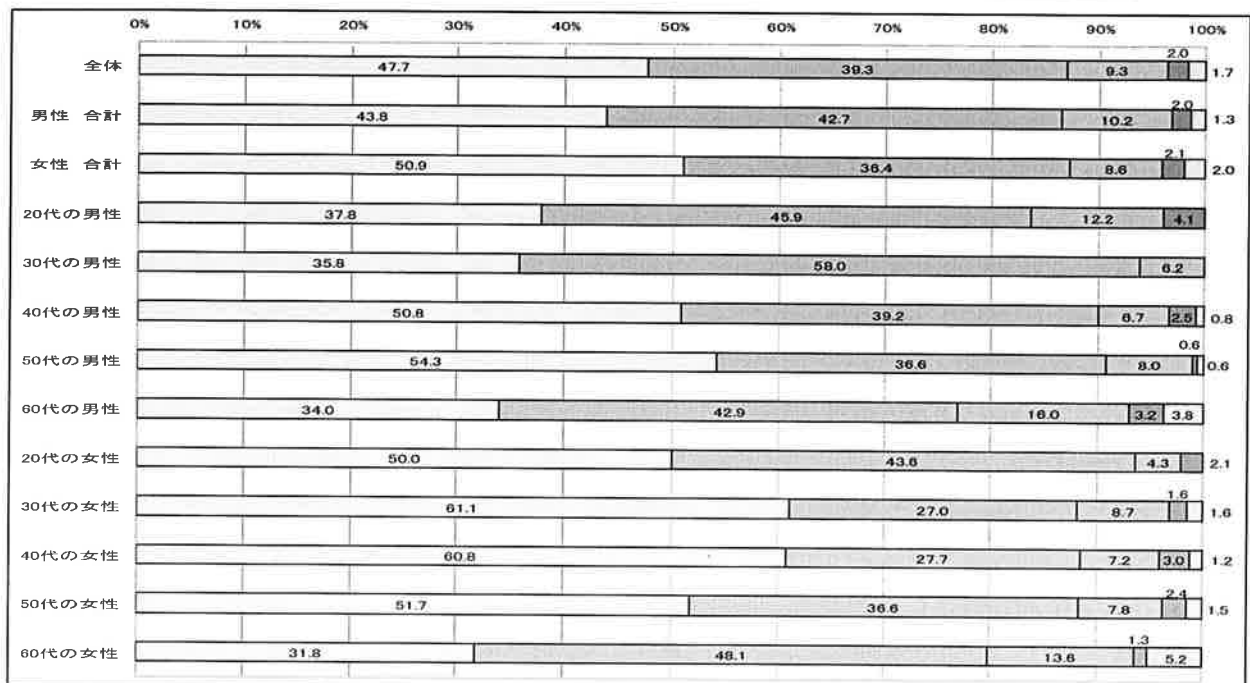 0% 10% 20% 30% 40% 50% 60% 70% 80% 90% 100%
全体 47.7 39.3 9.3 2.0 1.7
男性 合計 43.8 42.7 10.2 2.0 1.3
女性 合計 50.9 36.4 8.6 2.1 2.0
20代の男性 37.8 45.9 12.2 4.1
30代の男性 35.8 58.0 6.2
40代の男性 50.8 39.2 6.7 2.5 0.8
50代の男性 54.3 36.6 8.0 0.6 0.6
60代の男性 34.0 42.9 16.0 3.2 3.8
20代の女性 50.0 43.6 4.3 2.1
30代の女性 61.1 27.0 8.7 1.6 1.6
40代の女性 60.8 27.7 7.2 3.0 1.2
50代の女性 51.7 36.6 7.8 2.4 1.5
60代の女性 31.8 48.1 13.6 1.3 5.2